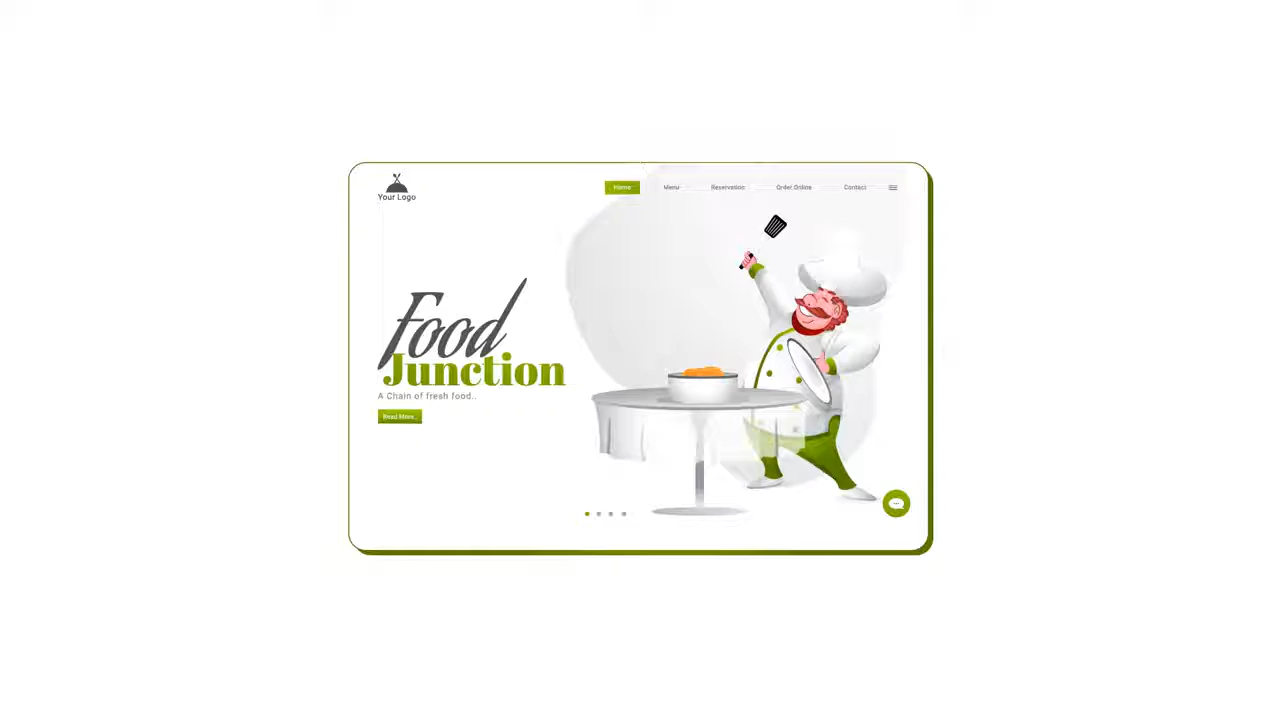 Your Logo
Home Menu Reservation Order Online Contact
Food
Junction
A Chain of fresh food..
Read More..